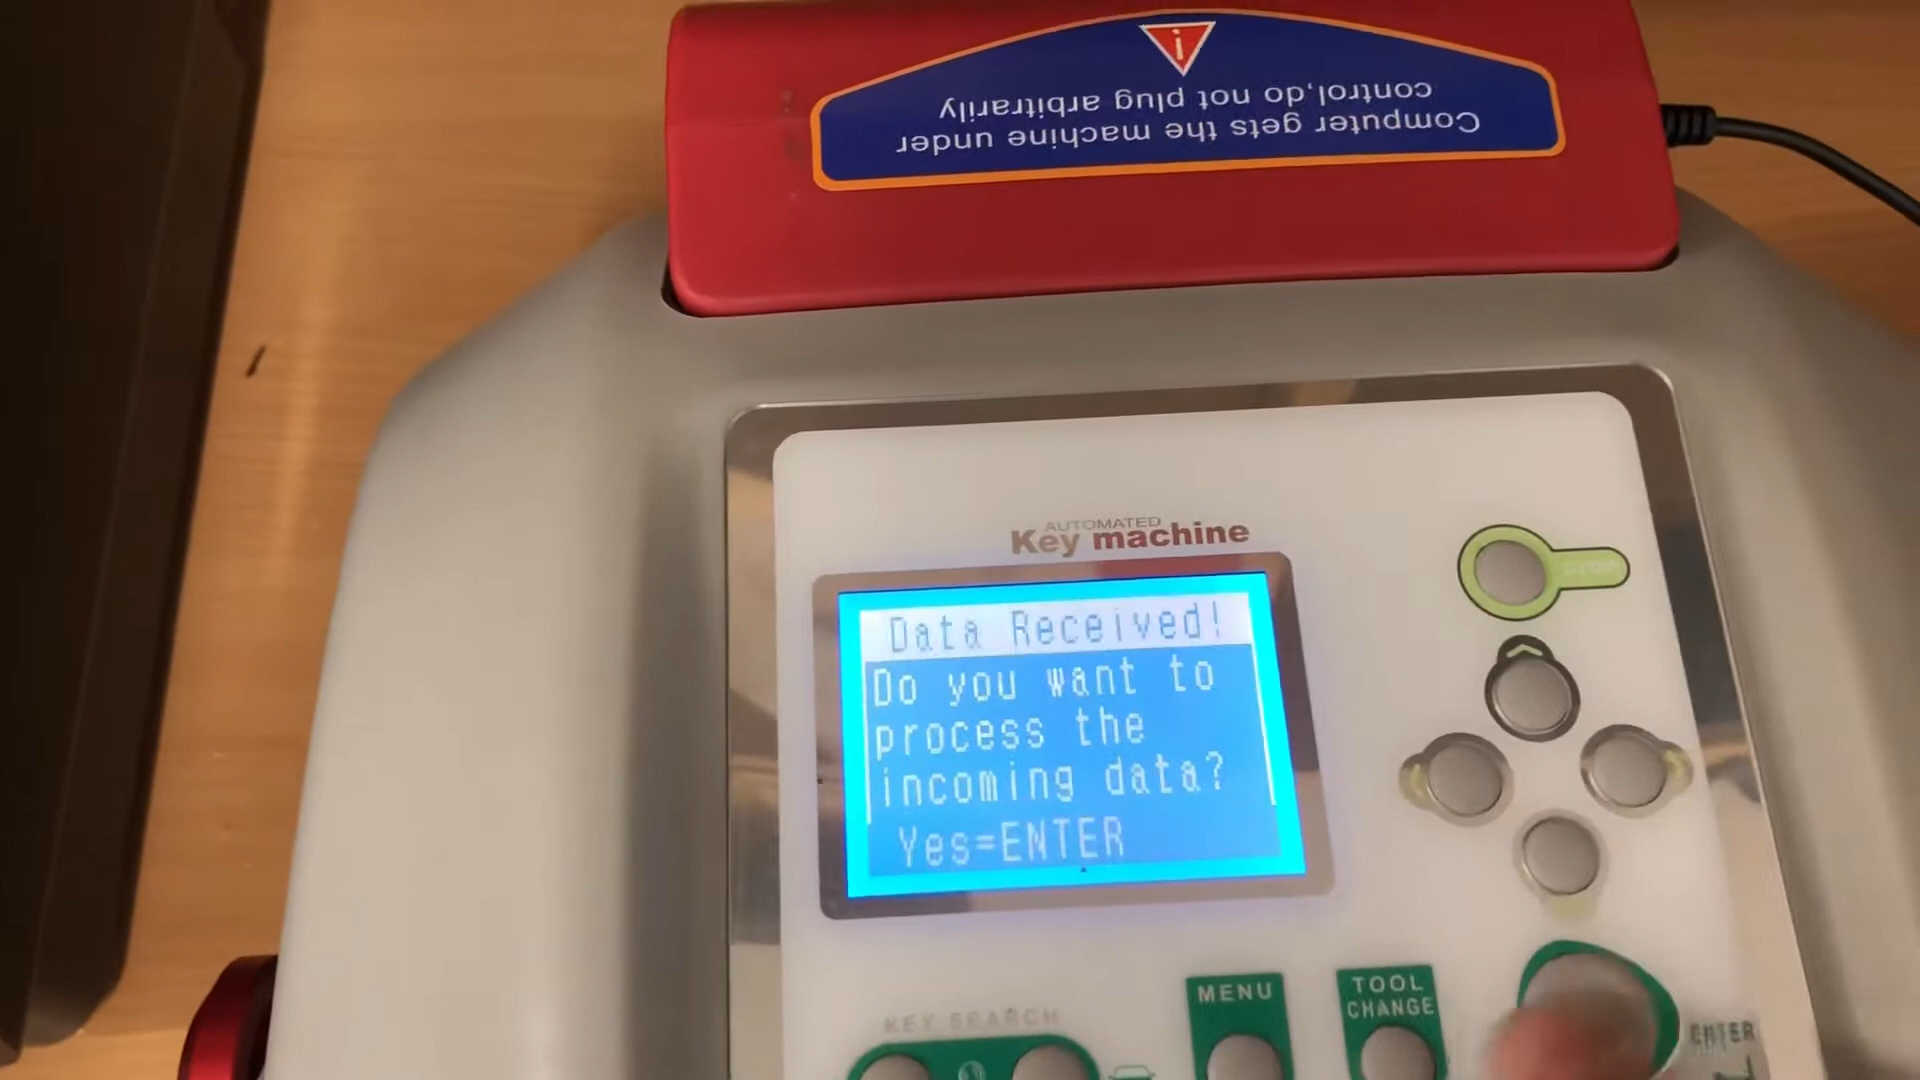 Computer gets the machine under
control,do not plug arbitrarily
AUTOMATED
Key machine
STOP
Data Received!
Do you want to
process the
incoming data?
Yes=ENTER
KEY SEARCH
MENU
TOOL
CHANGE
ENTER